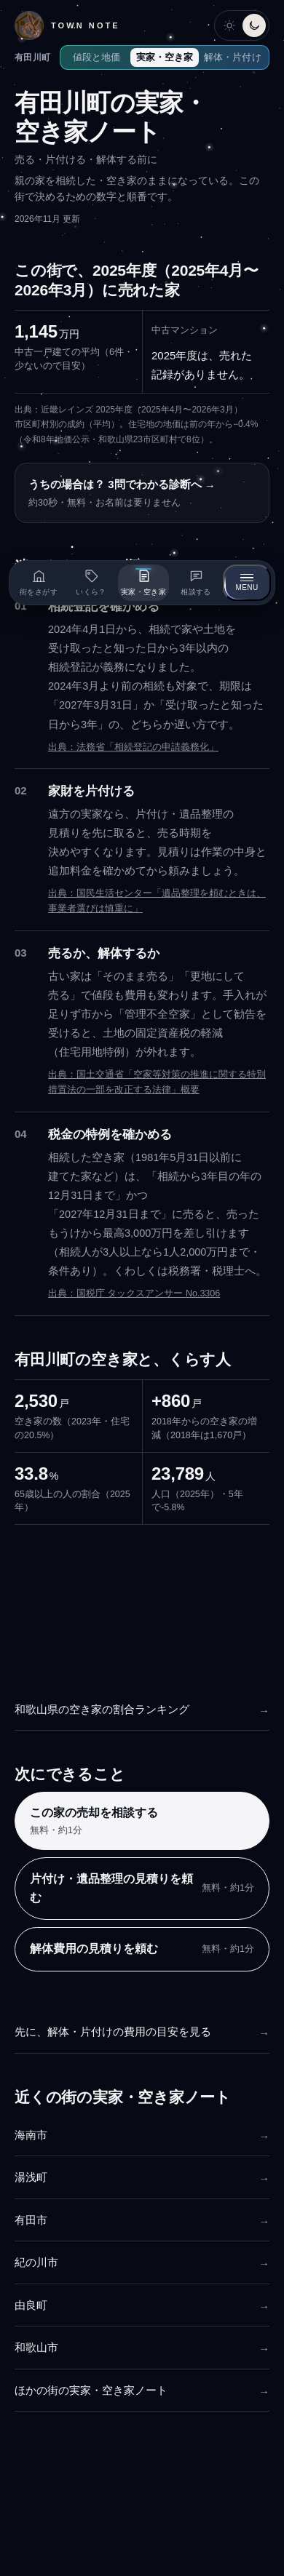 TOWN NOTE
有田川町
値段と地価
実家・空き家
解体・片付け
有田川町の実家・
空き家ノート
売る・片付ける・解体する前に
親の家を相続した・空き家のままになっている。この
街で決めるための数字と順番です。
2026年11月 更新
この街で、2025年度（2025年4月〜
2026年3月）に売れた家
1,145万円
中古一戸建ての平均（6件・
少ないので目安）
中古マンション
2025年度は、売れた
記録がありません。
出典：近畿レインズ 2025年度（2025年4月〜2026年3月）
市区町村別の成約（平均）。住宅地の地価は前の年から−0.4%
（令和8年地価公示・和歌山県23市区町村で8位）。
うちの場合は？ 3問でわかる診断へ →
約30秒・無料・お名前は要りません
街をさがす
いくら？
実家・空き家
相談する
MENU
01
相続登記を確かめる
2024年4月1日から、相続で家や土地を
受け取ったと知った日から3年以内の
相続登記が義務になりました。
2024年3月より前の相続も対象で、期限は
「2027年3月31日」か「受け取ったと知った
日から3年」の、どちらか遅い方です。
出典：法務省「相続登記の申請義務化」
02
家財を片付ける
遠方の実家なら、片付け・遺品整理の
見積りを先に取ると、売る時期を
決めやすくなります。見積りは作業の中身と
追加料金を確かめてから頼みましょう。
出典：国民生活センター「遺品整理を頼むときは、
事業者選びは慎重に」
03
売るか、解体するか
古い家は「そのまま売る」「更地にして
売る」で値段も費用も変わります。手入れが
足りず市から「管理不全空家」として勧告を
受けると、土地の固定資産税の軽減
（住宅用地特例）が外れます。
出典：国土交通省「空家等対策の推進に関する特別
措置法の一部を改正する法律」概要
04
税金の特例を確かめる
相続した空き家（1981年5月31日以前に
建てた家など）は、「相続から3年目の年の
12月31日まで」かつ
「2027年12月31日まで」に売ると、売った
もうけから最高3,000万円を差し引けます
（相続人が3人以上なら1人2,000万円まで・
条件あり）。くわしくは税務署・税理士へ。
出典：国税庁 タックスアンサー No.3306
有田川町の空き家と、くらす人
2,530戸
空き家の数（2023年・住宅
の20.5%）
+860戸
2018年からの空き家の増
減（2018年は1,670戸）
33.8%
65歳以上の人の割合（2025
年）
23,789人
人口（2025年）・5年
で-5.8%
和歌山県の空き家の割合ランキング →
次にできること
この家の売却を相談する
無料・約1分
片付け・遺品整理の見積りを頼
む
無料・約1分
解体費用の見積りを頼む
無料・約1分
先に、解体・片付けの費用の目安を見る →
近くの街の実家・空き家ノート
海南市 →
湯浅町 →
有田市 →
紀の川市 →
由良町 →
和歌山市 →
ほかの街の実家・空き家ノート →